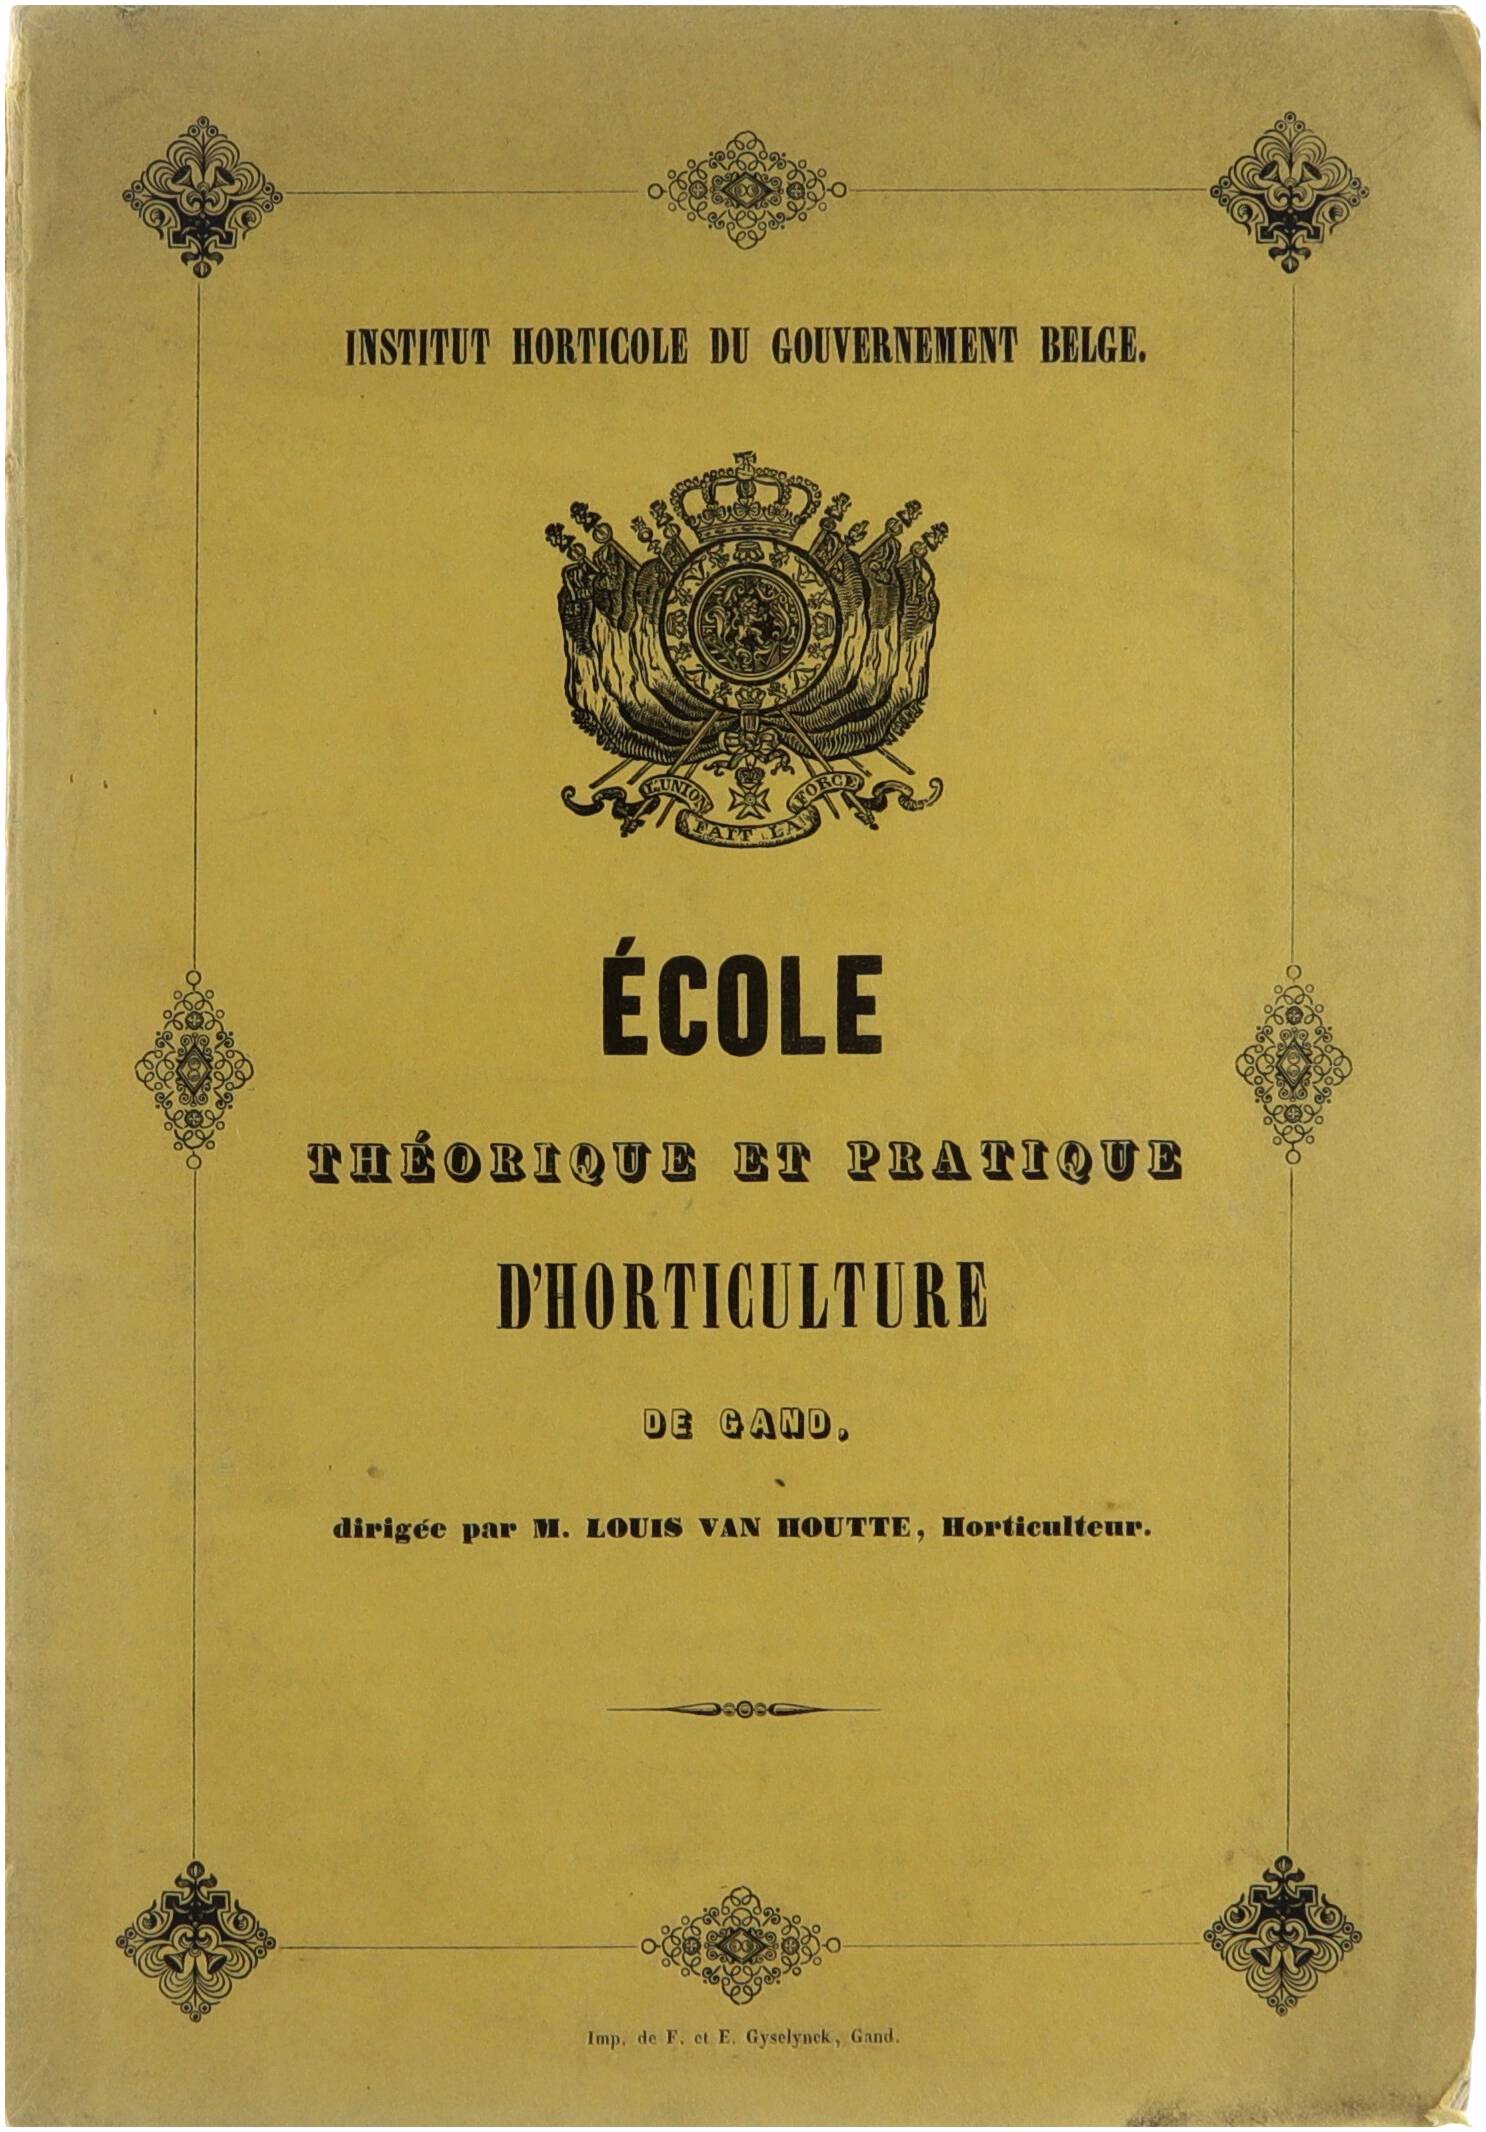 INSTITUT HORTICOLE DU GOUVERNEMENT BELGE.
L'UNION FAIT LA FORCE
ÉCOLE
THÉORIQUE ET PRATIQUE
D'HORTICULTURE
DE GAND,
dirigée par M. LOUIS VAN HOUTTE, Horticulteur.
Imp. de F. et E. Gyselynck, Gand.